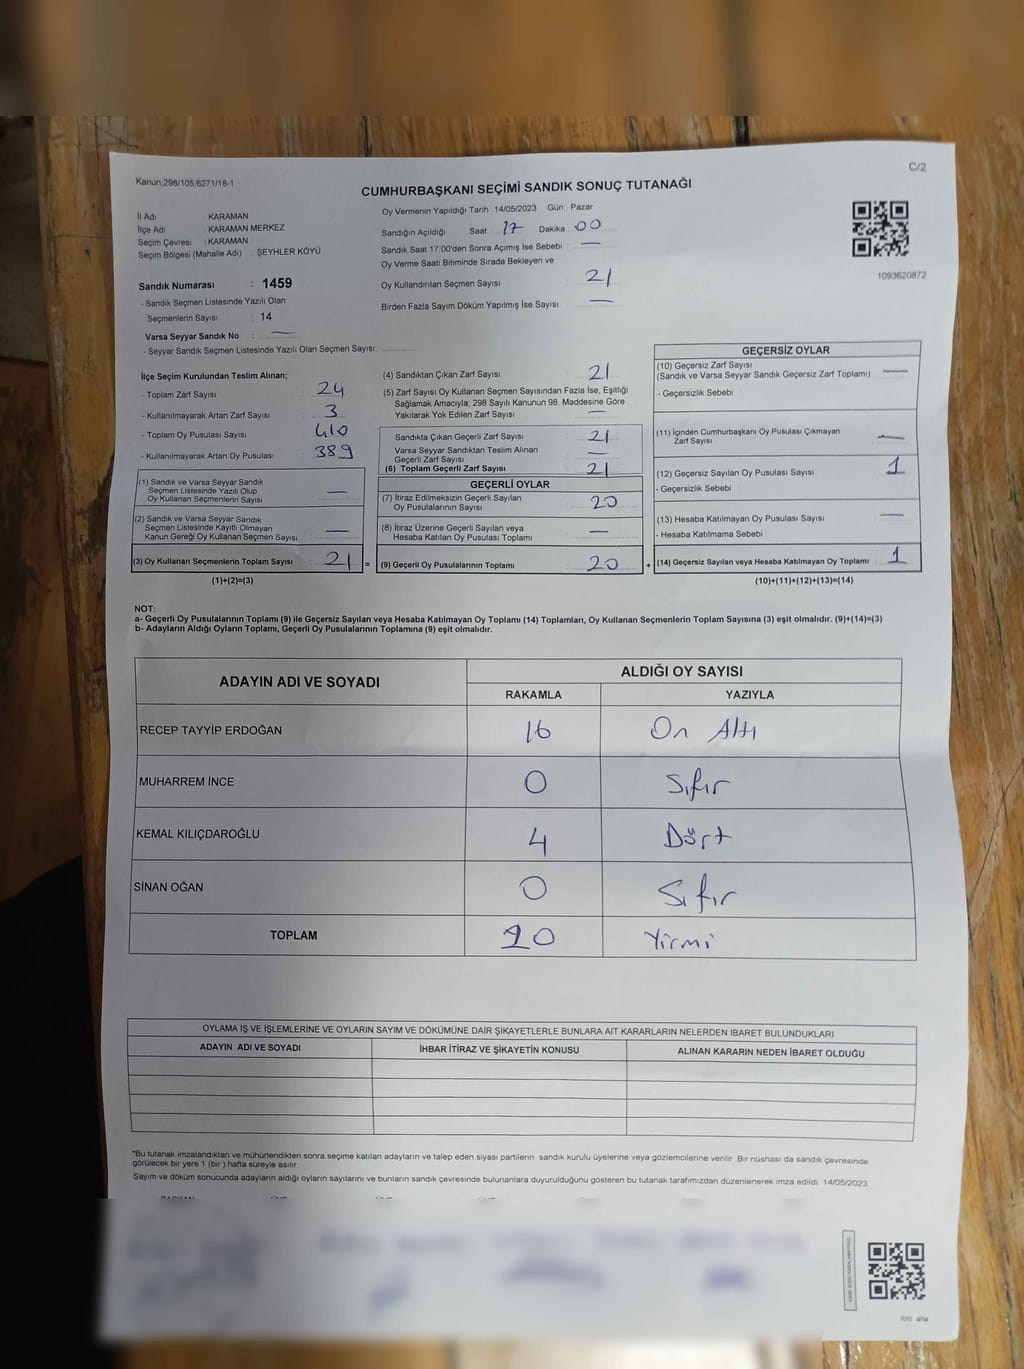 C/2
Kanun:298/105,6271/18-1
CUMHURBAŞKANI SEÇİMİ SANDIK SONUÇ TUTANAĞI
İl Adı : KARAMAN
İlçe Adı : KARAMAN MERKEZ
Seçim Çevresi : KARAMAN
Seçim Bölgesi (Mahalle Adı) : ŞEYHLER KÖYÜ
Oy Vermenin Yapıldığı Tarih 14/05/2023 Gün Pazar
Sandığın Açıldığı Saat 17 Dakika 00
Sandık Saat 17:00'den Sonra Açımış İse Sebebi : —
Oy Verme Saati Bitiminde Sırada Bekleyen ve
Oy Kullandırılan Seçmen Sayısı : 21
Birden Fazla Sayım Döküm Yapılmış İse Sayısı : —
1093620872
Sandık Numarası : 1459
- Sandık Seçmen Listesinde Yazılı Olan
Seçmenlerin Sayısı : 14
Varsa Seyyar Sandık No : —
- Seyyar Sandık Seçmen Listesinde Yazılı Olan Seçmen Sayısı:
İlçe Seçim Kurulundan Teslim Alınan;
- Toplam Zarf Sayısı : 24
- Kullanılmayarak Artan Zarf Sayısı : 3
- Toplam Oy Pusulası Sayısı : 410
- Kullanılmayarak Artan Oy Pusulası : 389
(1) Sandık ve Varsa Seyyar Sandık
Seçmen Listesinde Yazılı Olup
Oy Kullanan Seçmenlerin Sayısı : —
(2) Sandık ve Varsa Seyyar Sandık
Seçmen Listesinde Kayıtlı Olmayan
Kanun Gereği Oy Kullanan Seçmen Sayısı : —
(3) Oy Kullanan Seçmenlerin Toplam Sayısı : 21 =
(1)+(2)=(3)
(4) Sandıktan Çıkan Zarf Sayısı : 21
(5) Zarf Sayısı Oy Kullanan Seçmen Sayısından Fazla İse, Eşitliği
Sağlamak Amacıyla; 298 Sayılı Kanunun 98. Maddesine Göre
Yakılarak Yok Edilen Zarf Sayısı : —
Sandıkta Çıkan Geçerli Zarf Sayısı : 21
Varsa Seyyar Sandıktan Teslim Alınan
Geçerli Zarf Sayısı : —
(6) Toplam Geçerli Zarf Sayısı : 21
GEÇERLİ OYLAR
(7) İtiraz Edilmeksizin Geçerli Sayılan
Oy Pusulalarının Sayısı : 20
(8) İtiraz Üzerine Geçerli Sayılan veya
Hesaba Katılan Oy Pusulası Toplamı : —
(9) Geçerli Oy Pusulalarının Toplamı : 20 +
GEÇERSİZ OYLAR
(10) Geçersiz Zarf Sayısı
(Sandık ve Varsa Seyyar Sandık Geçersiz Zarf Toplamı) : —
- Geçersizlik Sebebi :
(11) İçinden Cumhurbaşkanı Oy Pusulası Çıkmayan
Zarf Sayısı : —
(12) Geçersiz Sayılan Oy Pusulası Sayısı : 1
- Geçersizlik Sebebi :
(13) Hesaba Katılmayan Oy Pusulası Sayısı : —
- Hesaba Katılmama Sebebi :
(14) Geçersiz Sayılan veya Hesaba Katılmayan Oy Toplamı : 1
(10)+(11)+(12)+(13)=(14)
NOT:
a- Geçerli Oy Pusulalarının Toplamı (9) ile Geçersiz Sayılan veya Hesaba Katılmayan Oy Toplamı (14) Toplamları, Oy Kullanan Seçmenlerin Toplam Sayısına (3) eşit olmalıdır. (9)+(14)=(3)
b- Adayların Aldığı Oyların Toplamı, Geçerli Oy Pusulalarının Toplamına (9) eşit olmalıdır.
ADAYIN ADI VE SOYADI ALDIĞI OY SAYISI
RAKAMLA YAZIYLA
RECEP TAYYİP ERDOĞAN 16 On Altı
MUHARREM İNCE 0 Sıfır
KEMAL KILIÇDAROĞLU 4 Dört
SİNAN OĞAN 0 Sıfır
TOPLAM 20 Yirmi
OYLAMA İŞ VE İŞLEMLERİNE VE OYLARIN SAYIM VE DÖKÜMÜNE DAİR ŞİKAYETLERLE BUNLARA AİT KARARLARIN NELERDEN İBARET BULUNDUKLARI
ADAYIN ADI VE SOYADI İHBAR İTİRAZ VE ŞİKAYETİN KONUSU ALINAN KARARIN NEDEN İBARET OLDUĞU
*Bu tutanak imzalandıktan ve mühürlendikten sonra seçime katılan adayların ve talep eden siyasi partilerin sandık kurulu üyelerine veya gözlemcilerine verilir. Bir nüshası da sandık çevresinde
görülecek bir yere 1 (bir) hafta süreyle asılır.
Sayım ve döküm sonucunda adayların aldığı oyların sayılarını ve bunların sandık çevresinde bulunanlara duyurulduğunu gösteren bu tutanak tarafımızdan düzenlenerek imza edildi. 14/05/2023